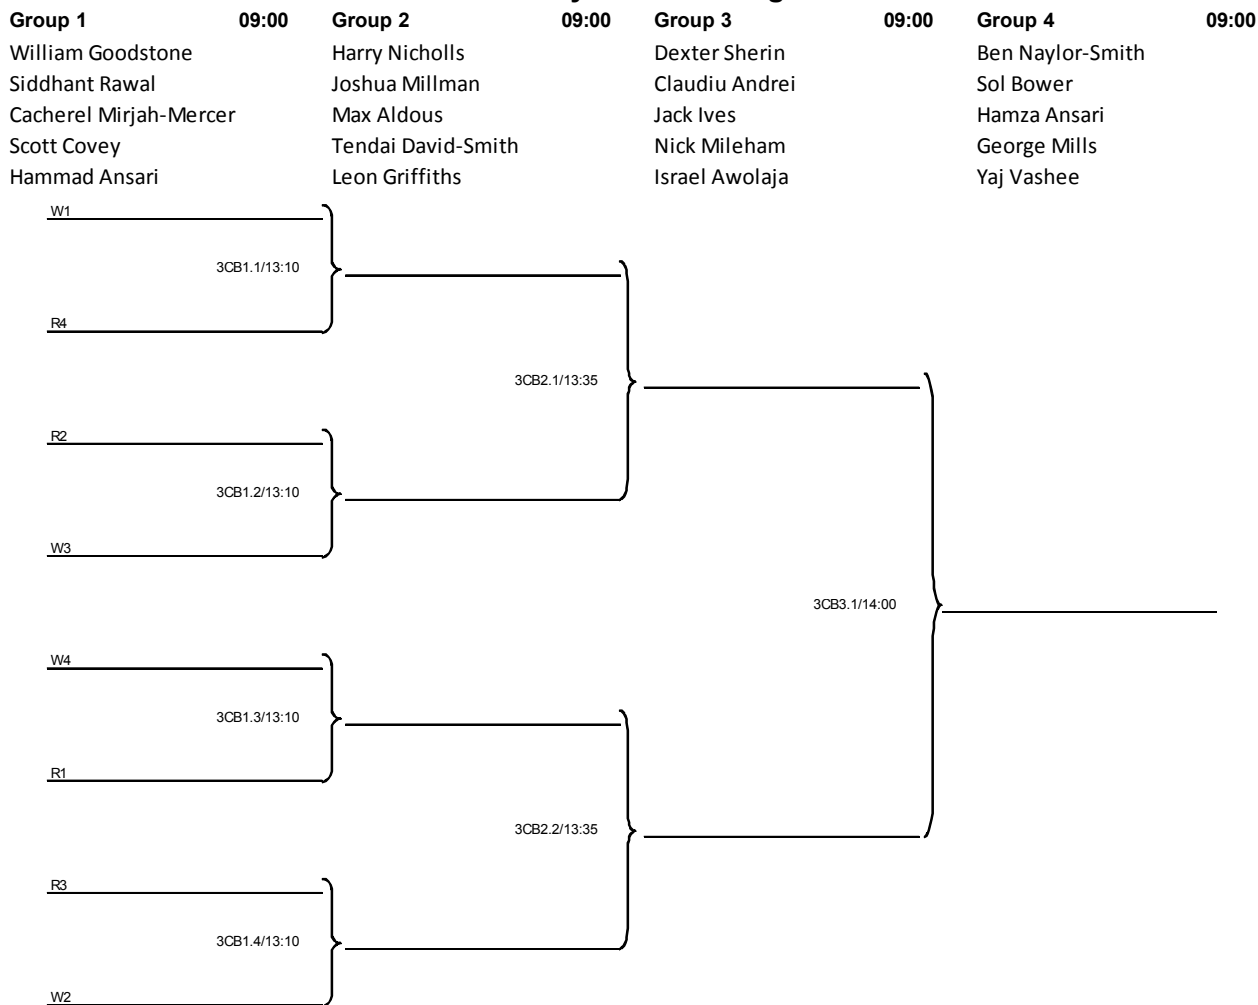 Group 1 09:00 Group 2 09:00 Group 3 09:00 Group 4 09:00
William Goodstone Harry Nicholls Dexter Sherin Ben Naylor-Smith
Siddhant Rawal Joshua Millman Claudiu Andrei Sol Bower
Cacherel Mirjah-Mercer Max Aldous Jack Ives Hamza Ansari
Scott Covey Tendai David-Smith Nick Mileham George Mills
Hammad Ansari Leon Griffiths Israel Awolaja Yaj Vashee
W1
3CB1.1/13:10
R4
3CB2.1/13:35
R2
3CB1.2/13:10
W3
3CB3.1/14:00
W4
3CB1.3/13:10
R1
3CB2.2/13:35
R3
3CB1.4/13:10
W2